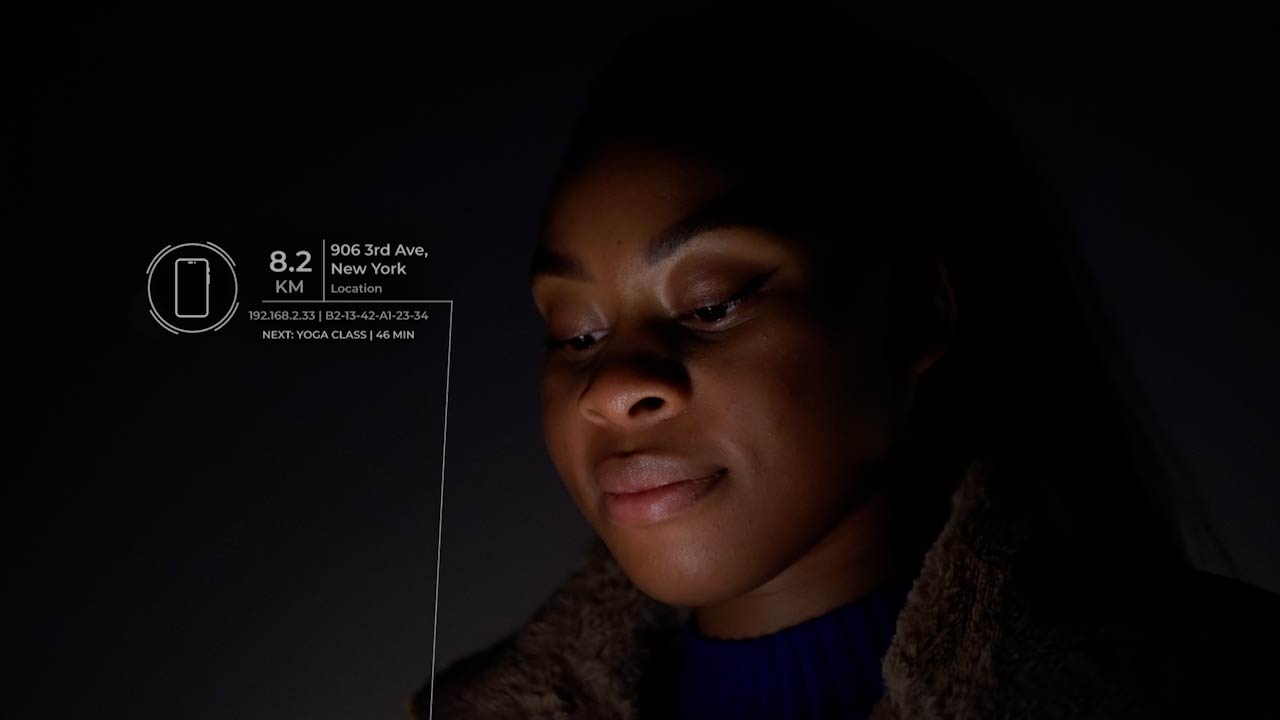 8.2
KM
906 3rd Ave,
New York
Location
192.168.2.33 | B2-13-42-A1-23-34
NEXT: YOGA CLASS | 46 MIN